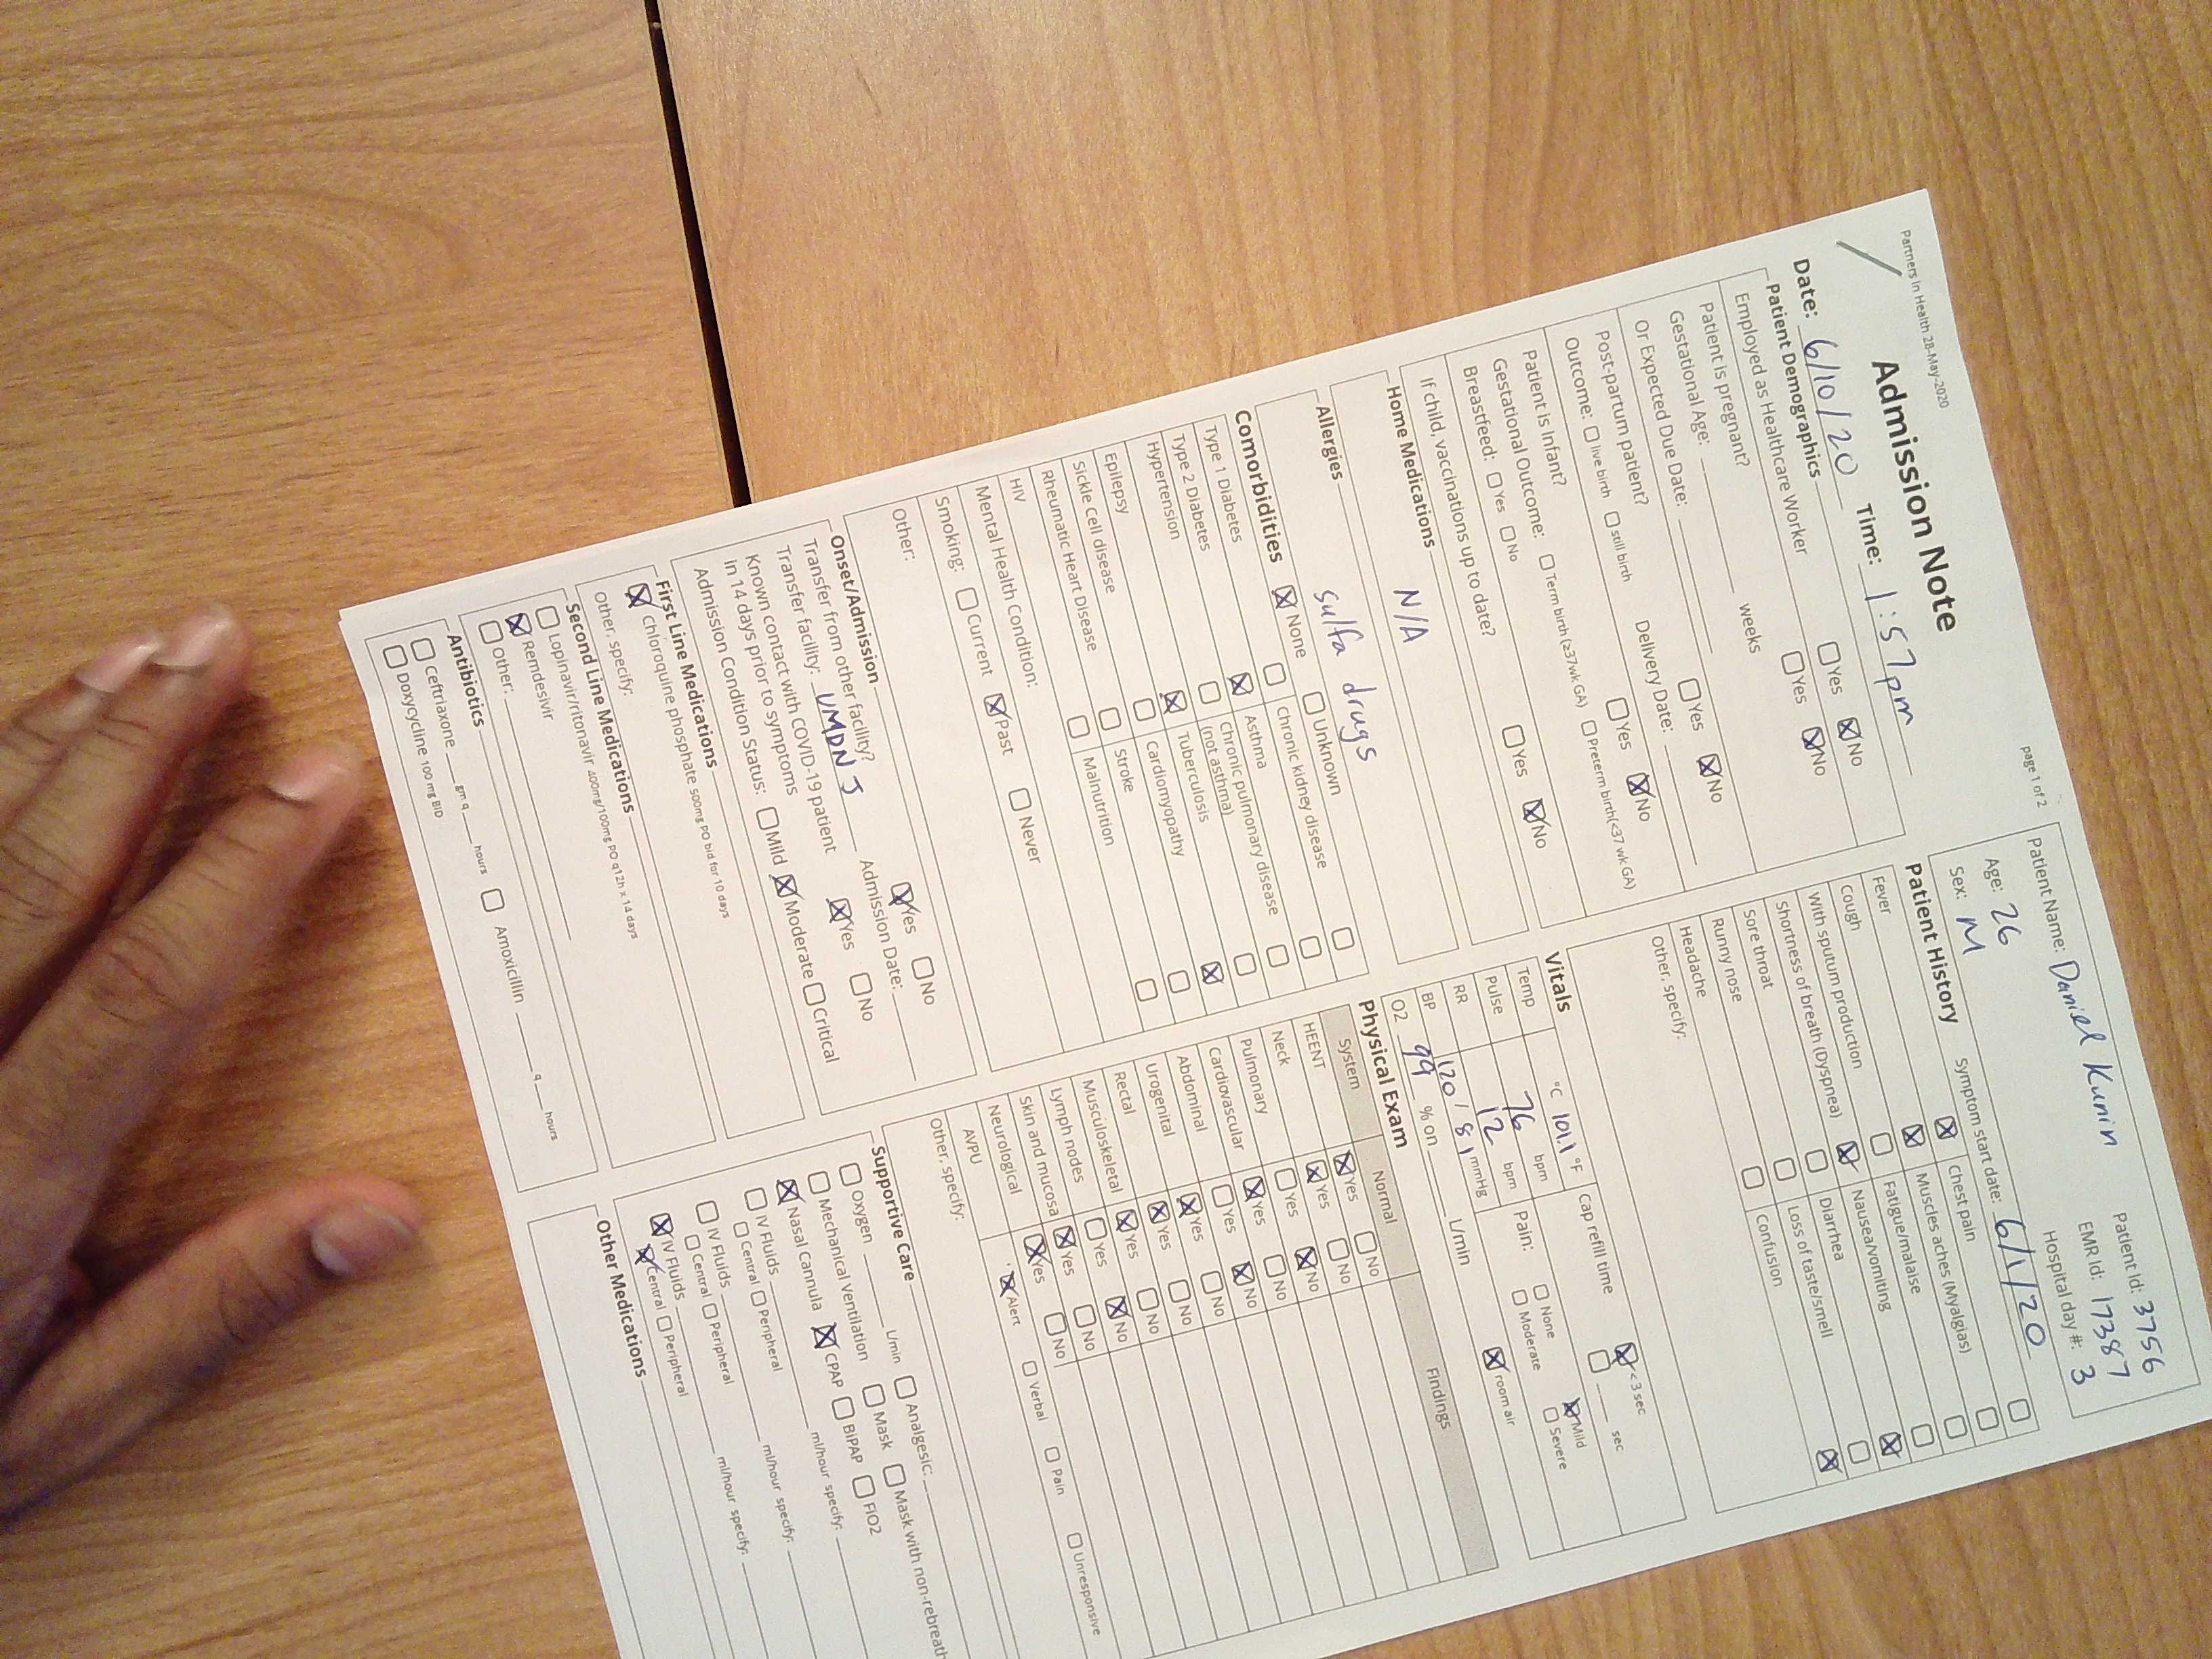 Partners In Health 28-May-2020
page 1 of 2
Admission Note
Date: 6/10/20 Time: 1:57pm
Patient Demographics
Employed as Healthcare Worker Yes No
Patient is pregnant? Yes No
Gestational Age: weeks
Or Expected Due Date:
Post-partum patient? Yes No
Outcome: live birth still birth Delivery Date:
Patient is Infant? Yes No
Gestational Outcome: Term birth (≥37wk GA) Preterm birth(<37 wk GA)
Breastfeed: Yes No
If child, vaccinations up to date? Yes No
Home Medications
N/A
Allergies
Sulfa drugs
Comorbidities None Unknown
Type 1 Diabetes Chronic kidney disease
Type 2 Diabetes Asthma
Hypertension Chronic pulmonary disease
(not asthma)
Epilepsy Tuberculosis
Sickle Cell disease Cardiomyopathy
Rheumatic Heart Disease Stroke
HIV Malnutrition
Mental Health Condition:
Smoking: Current Past Never
Other:
Onset/Admission
Transfer from other facility? Yes No
Transfer facility: UMDNJ Admission Date:
Known contact with COVID-19 patient
in 14 days prior to symptoms Yes No
Admission Condition Status: Mild Moderate Critical
First Line Medications
Chloroquine phosphate 500mg PO bid for 10 days
Other, specify:
Second Line Medications
Lopinavir/ritonavir 400mg/100mg PO q12h x 14 days
Remdesivir
Other:
Antibiotics
Ceftriaxone gm q hours Amoxicillin q hours
Doxycycline 100 mg BID
Patient Name: Daniel Kunin Patient Id: 3756
EMR Id: 17387
Age: 26 Hospital day #: 3
Sex: M
Patient History Symptom start date: 6/1/20
Fever Chest pain
Cough Muscles aches (Myalgias)
With sputum production Fatigue/malaise
Shortness of breath (Dyspnea) Nausea/vomiting
Sore throat Diarrhea
Runny nose Loss of taste/smell
Headache Confusion
Other, specify:
Vitals
Temp °C 101.1 °F Cap refill time <3 sec
Pulse 76 bpm sec
RR 12 bpm Pain: None Mild
BP 120 / 81 mmHg Moderate Severe
O2 99 % on L/min room air
Physical Exam
System Normal Findings
HEENT Yes No
Neck Yes No
Pulmonary Yes No
Cardiovascular Yes No
Abdominal Yes No
Urogenital Yes No
Rectal Yes No
Musculoskeletal Yes No
Lymph nodes Yes No
Skin and mucosa Yes No
Neurological Yes No
AVPU Alert Verbal Pain Unresponsive
Other, specify:
Supportive Care
Oxygen L/min Analgesic:
Mechanical Ventilation Mask Mask with non-rebreath
Nasal Cannula CPAP BiPAP FiO2
IV Fluids ml/hour specify:
Central Peripheral
IV Fluids ml/hour specify:
Central Peripheral
IV Fluids ml/hour specify:
Central Peripheral
Other Medications